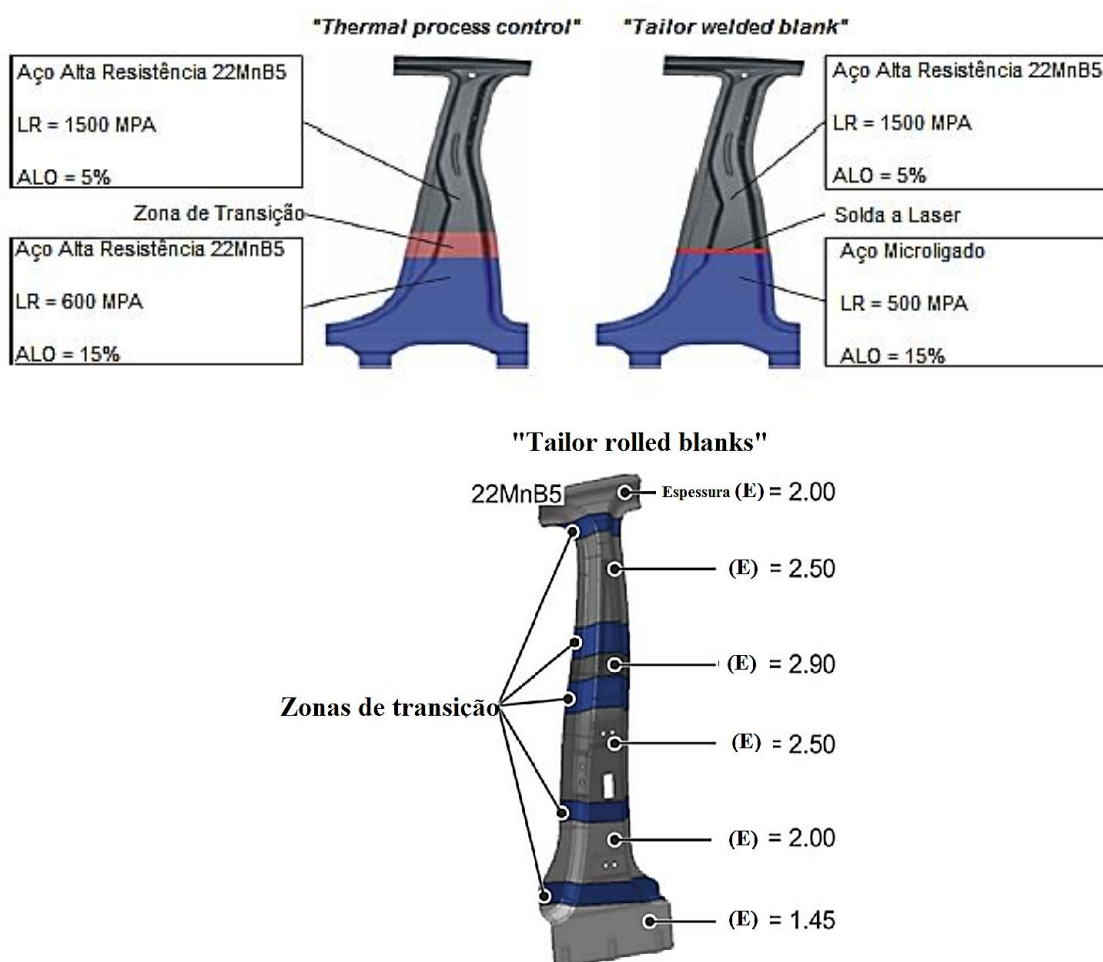 "Thermal process control"
"Tailor welded blank"
Aço Alta Resistência 22MnB5
LR = 1500 MPA
ALO = 5%
Zona de Transição
Aço Alta Resistência 22MnB5
LR = 600 MPA
ALO = 15%
Aço Alta Resistência 22MnB5
LR = 1500 MPA
ALO = 5%
Solda a Laser
Aço Microligado
LR = 500 MPA
ALO = 15%
"Tailor rolled blanks"
22MnB5
Espessura (E) = 2.00
(E) = 2.50
(E) = 2.90
Zonas de transição
(E) = 2.50
(E) = 2.00
(E) = 1.45